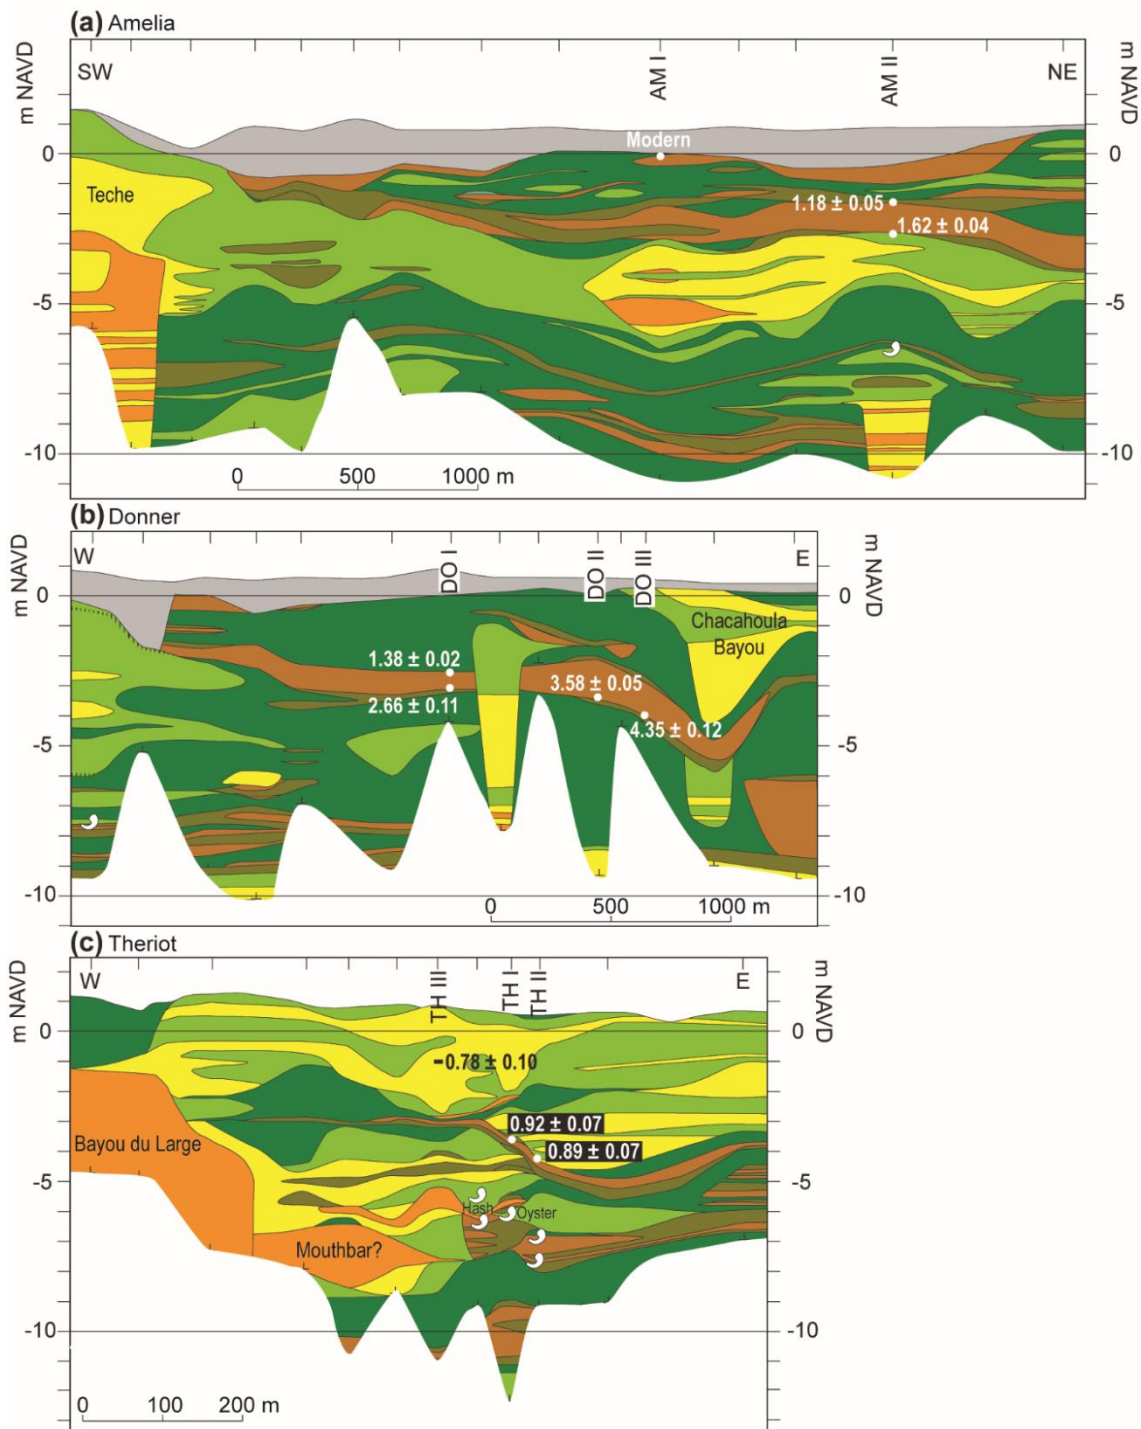 (a) Amelia
m NAVD
m NAVD
SW
AM I
AM II
NE
Modern
0
0
Teche
1.18 ± 0.05
1.62 ± 0.04
-5
-5
-10
-10
0 500 1000 m
(b) Donner
m NAVD
m NAVD
W
DO I
DO II
DO III
E
0
0
Chacahoula
Bayou
1.38 ± 0.02
2.66 ± 0.11
3.58 ± 0.05
4.35 ± 0.12
-5
-5
-10
-10
0 500 1000 m
(c) Theriot
m NAVD
m NAVD
W
TH III
TH I
TH II
E
0
0
0.78 ± 0.10
0.92 ± 0.07
0.89 ± 0.07
Bayou du Large
-5
-5
Hash
Oyster
Mouthbar?
-10
-10
0 100 200 m